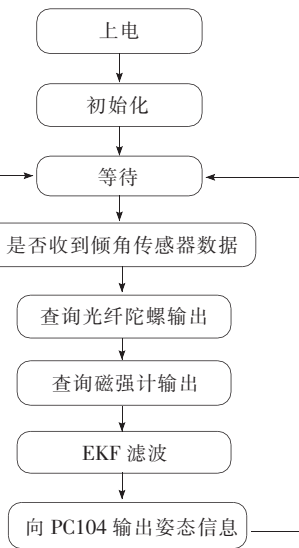 上电
初始化
等待
是否收到倾角传感器数据
查询光纤陀螺输出
查询磁强计输出
EKF 滤波
向 PC104 输出姿态信息